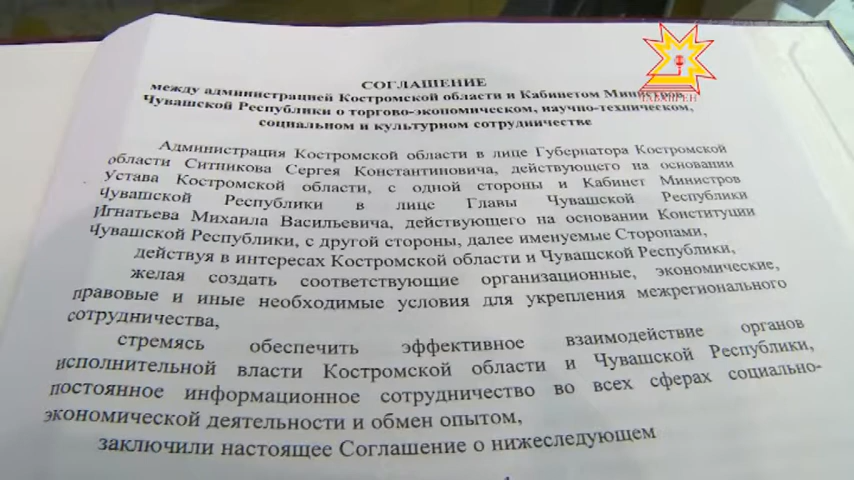 СОГЛАШЕНИЕ
между администрацией Костромской области и Кабинетом Министров
Чувашской Республики о торгово-экономическом, научно-техническом,
социальном и культурном сотрудничестве
Администрация Костромской области в лице Губернатора Костромской
области Ситникова Сергея Константиновича, действующего на основании
Устава Костромской области, с одной стороны и Кабинет Министров
Чувашской Республики в лице Главы Чувашской Республики
Игнатьева Михаила Васильевича, действующего на основании Конституции
Чувашской Республики, с другой стороны, далее именуемые Сторонами,
действуя в интересах Костромской области и Чувашской Республики,
желая создать соответствующие организационные, экономические,
правовые и иные необходимые условия для укрепления межрегионального
сотрудничества,
стремясь обеспечить эффективное взаимодействие органов
исполнительной власти Костромской области и Чувашской Республики,
постоянное информационное сотрудничество во всех сферах социально-
экономической деятельности и обмен опытом,
заключили настоящее Соглашение о нижеследующем